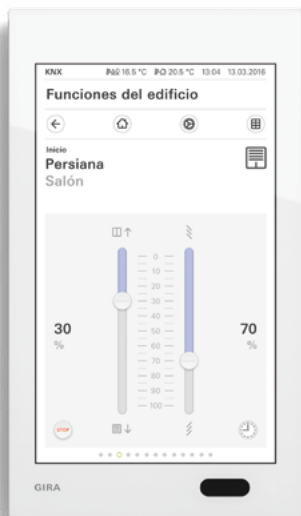 KNX 16.5 °C 20.5 °C 13:04 13.03.2016
Funciones del edificio
Inicio
Persiana
Salón
0
10
20
30
40
30 50 70
% 60 %
70
80
90
100
STOP
GIRA